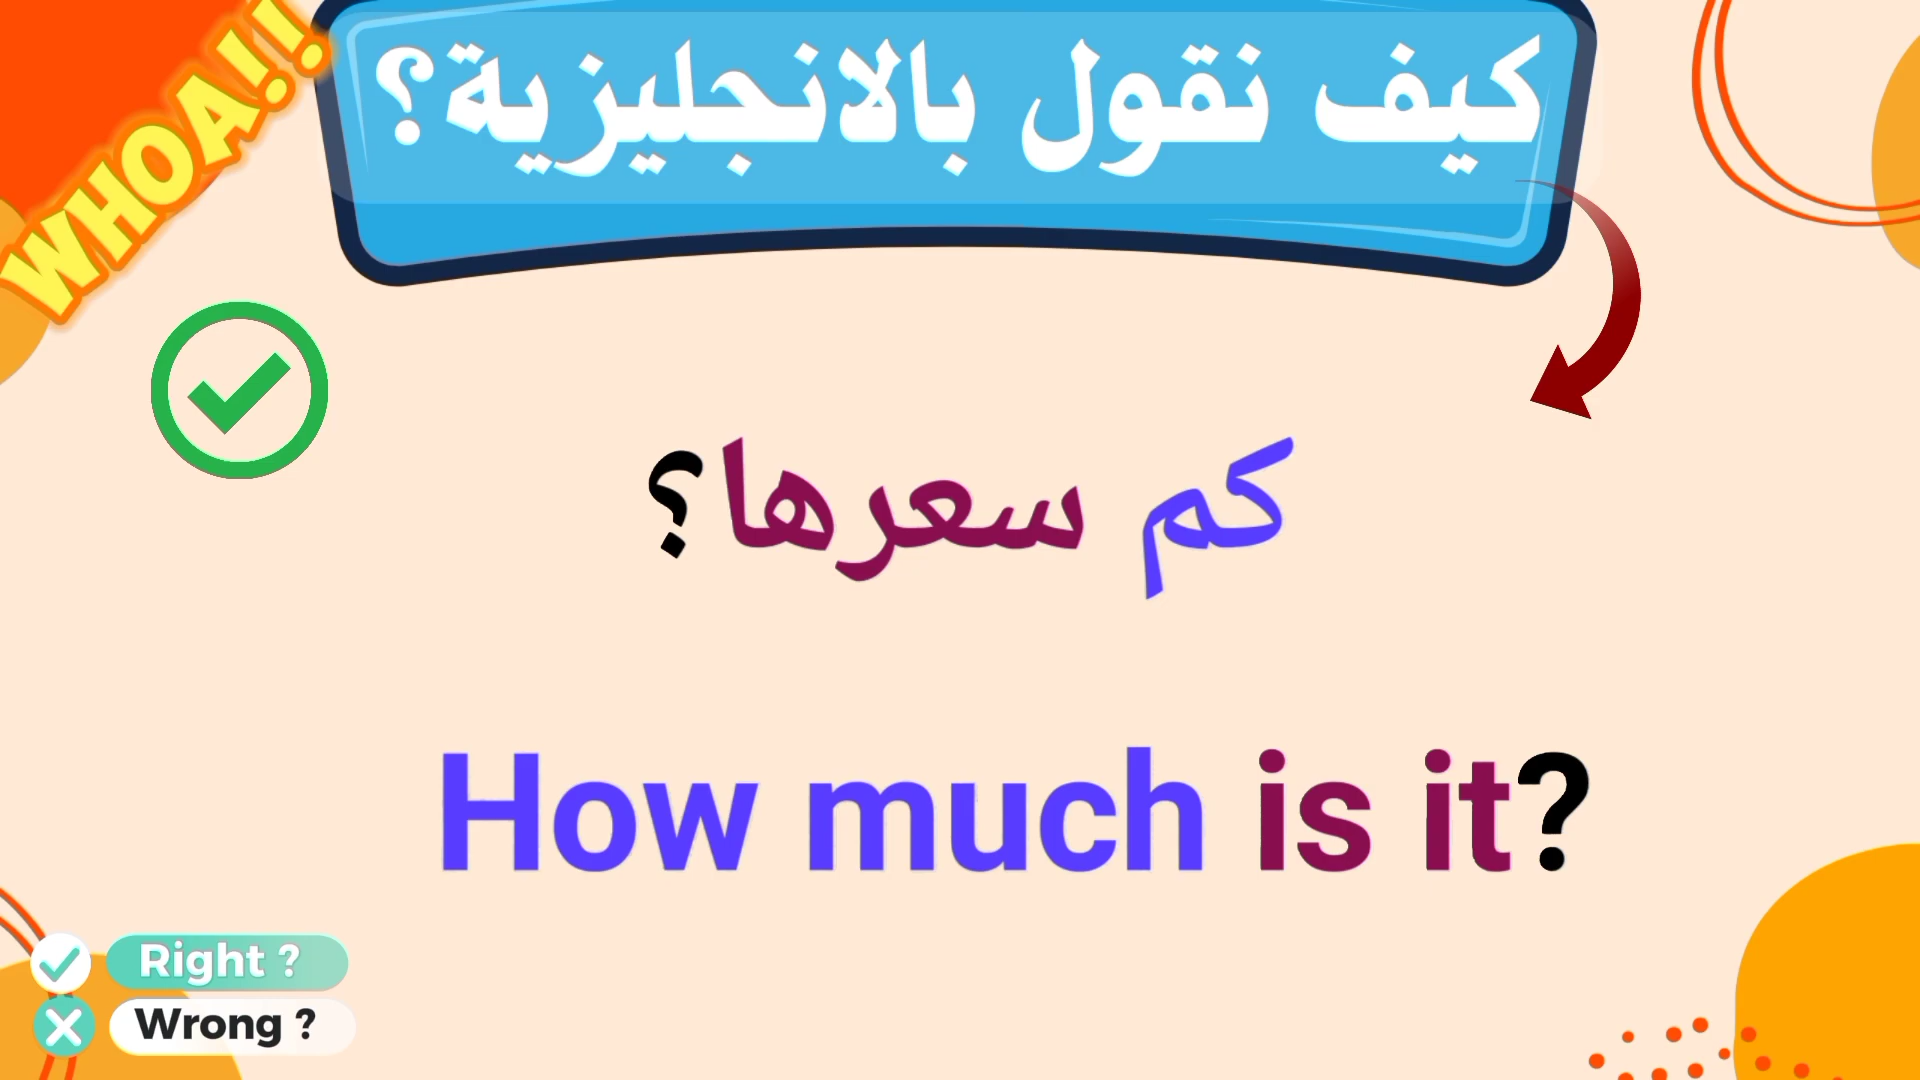 WHOA!!
كيف نقول بالانجليزية؟
كم سعرها؟
How much is it?
Right ?
Wrong ?